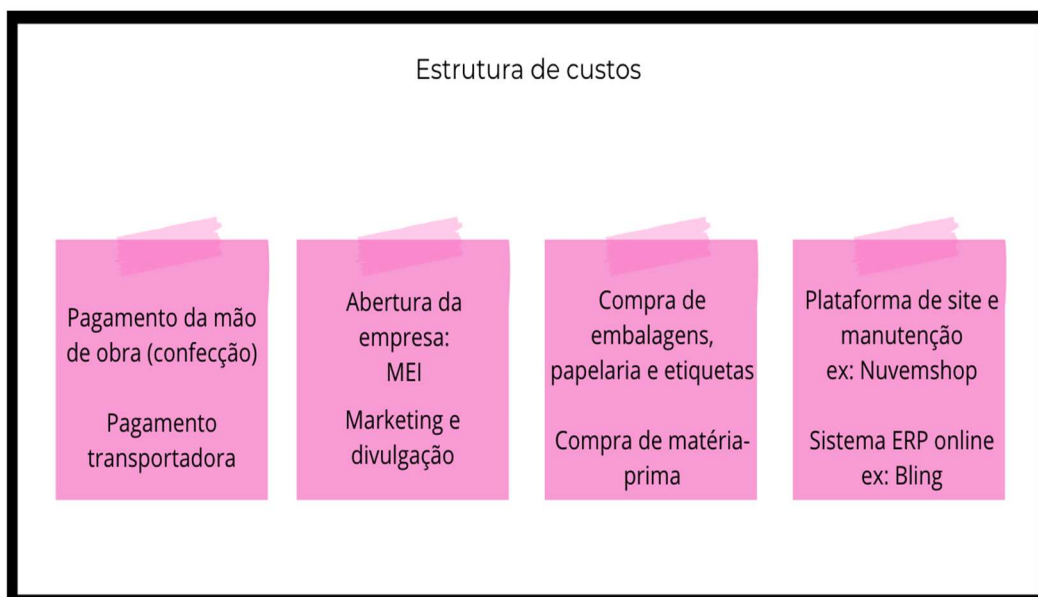 Estrutura de custos
Pagamento da mão
de obra (confecção)
Pagamento
transportadora
Abertura da
empresa:
MEI
Marketing e
divulgação
Compra de
embalagens,
papelaria e etiquetas
Compra de matéria-
prima
Plataforma de site e
manutenção
ex: Nuvemshop
Sistema ERP online
ex: Bling